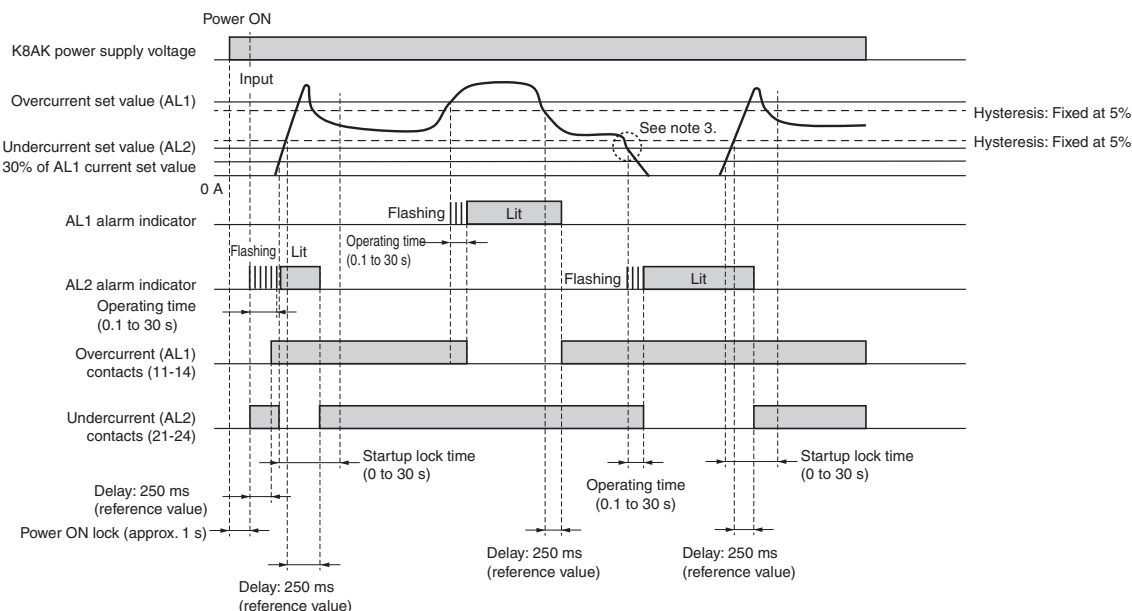 Power ON
K8AK power supply voltage
Input
Overcurrent set value (AL1)
Hysteresis: Fixed at 5%
See note 3.
Undercurrent set value (AL2)
Hysteresis: Fixed at 5%
30% of AL1 current set value
0 A
AL1 alarm indicator
Flashing
Lit
Operating time
(0.1 to 30 s)
Flashing
Lit
AL2 alarm indicator
Flashing
Lit
Operating time
(0.1 to 30 s)
Overcurrent (AL1)
contacts (11-14)
Undercurrent (AL2)
contacts (21-24)
Startup lock time
(0 to 30 s)
Startup lock time
(0 to 30 s)
Operating time
(0.1 to 30 s)
Delay: 250 ms
(reference value)
Power ON lock (approx. 1 s)
Delay: 250 ms
(reference value)
Delay: 250 ms
(reference value)
Delay: 250 ms
(reference value)